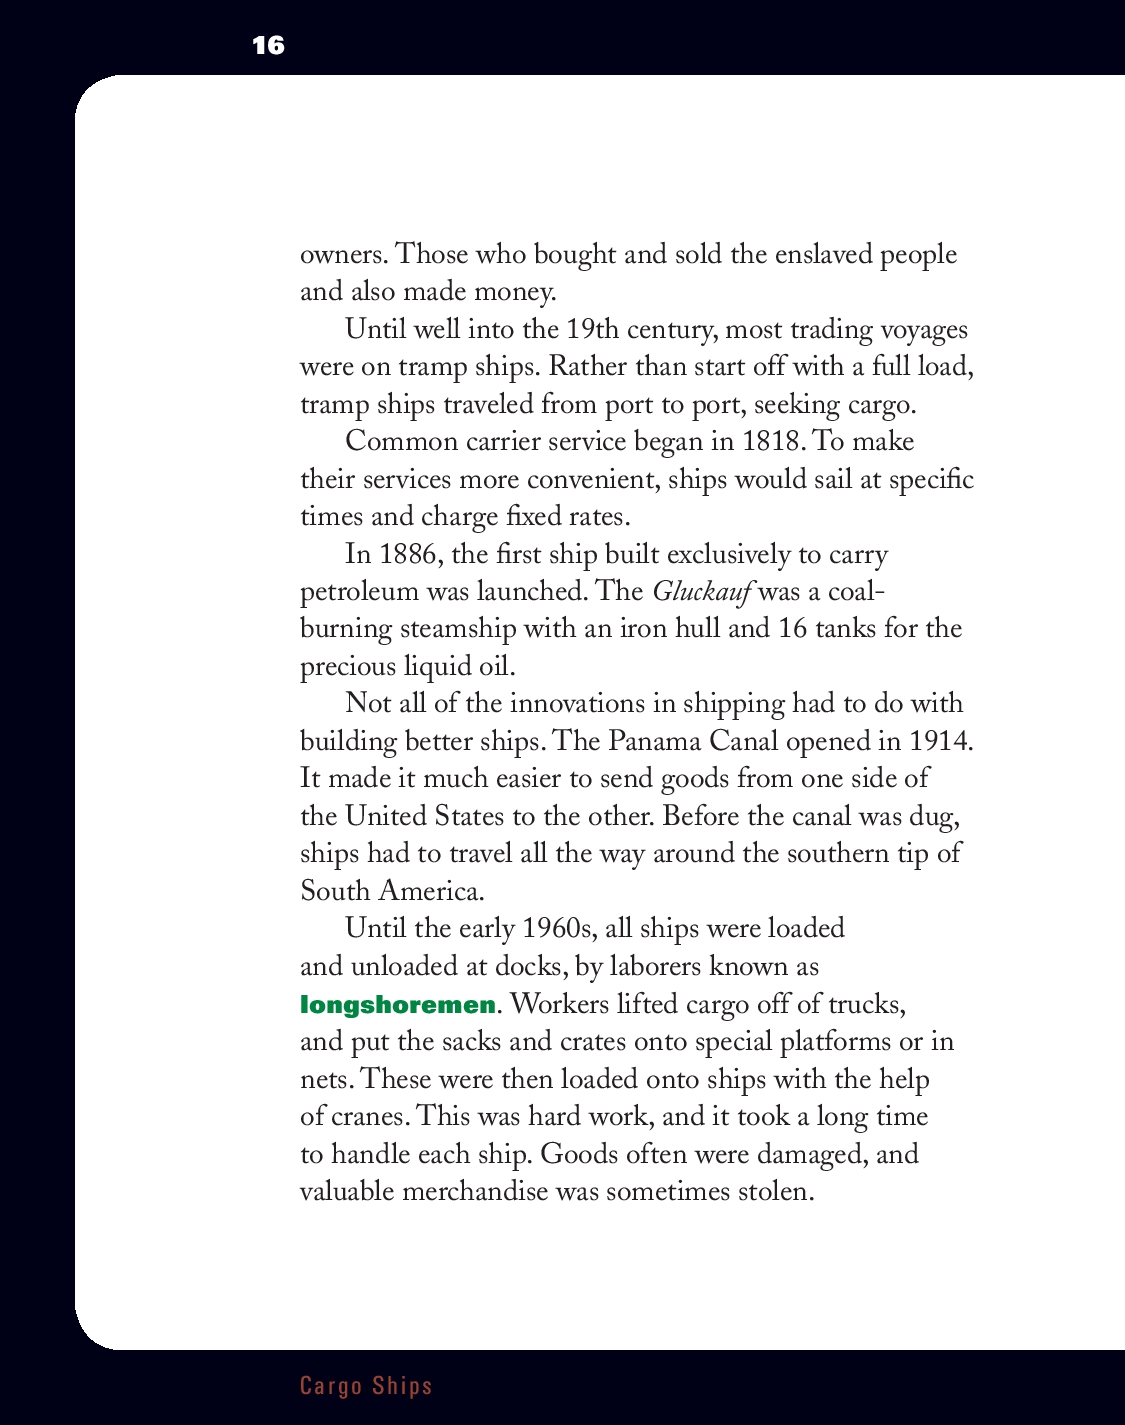 16
owners. Those who bought and sold the enslaved people
and also made money.
Until well into the 19th century, most trading voyages
were on tramp ships. Rather than start off with a full load,
tramp ships traveled from port to port, seeking cargo.
Common carrier service began in 1818. To make
their services more convenient, ships would sail at specific
times and charge fixed rates.
In 1886, the first ship built exclusively to carry
petroleum was launched. The Gluckauf was a coal-
burning steamship with an iron hull and 16 tanks for the
precious liquid oil.
Not all of the innovations in shipping had to do with
building better ships. The Panama Canal opened in 1914.
It made it much easier to send goods from one side of
the United States to the other. Before the canal was dug,
ships had to travel all the way around the southern tip of
South America.
Until the early 1960s, all ships were loaded
and unloaded at docks, by laborers known as
longshoremen. Workers lifted cargo off of trucks,
and put the sacks and crates onto special platforms or in
nets. These were then loaded onto ships with the help
of cranes. This was hard work, and it took a long time
to handle each ship. Goods often were damaged, and
valuable merchandise was sometimes stolen.
Cargo Ships